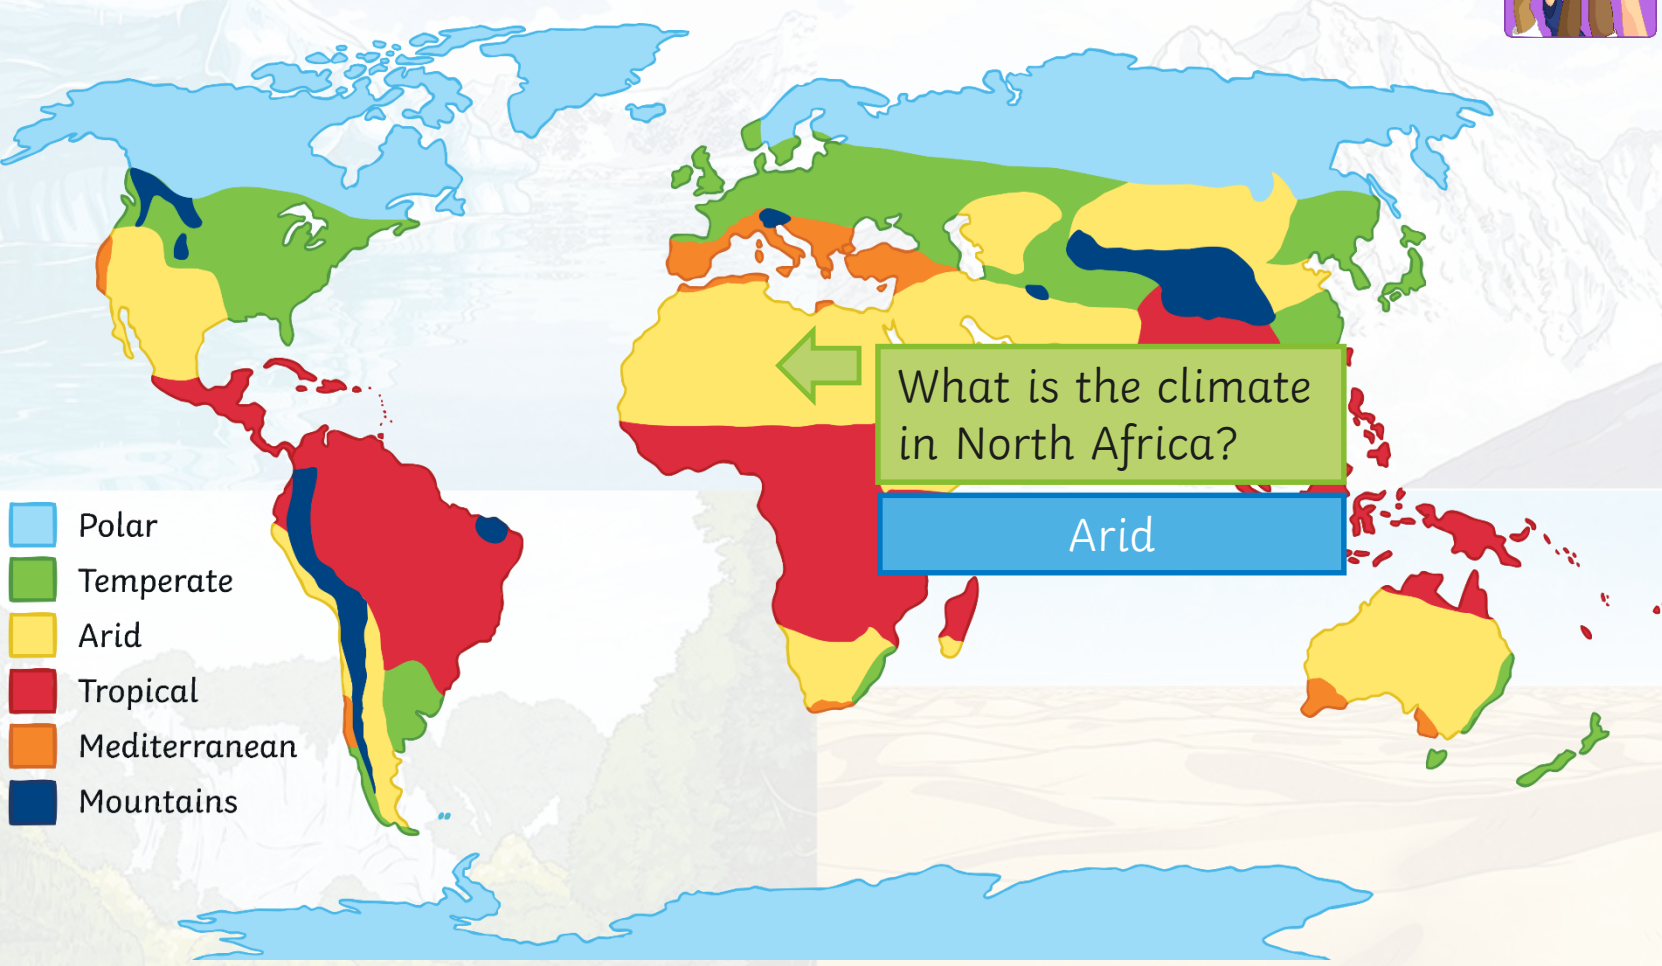 What is the climate
in North Africa?
Arid
Polar
Temperate
Arid
Tropical
Mediterranean
Mountains